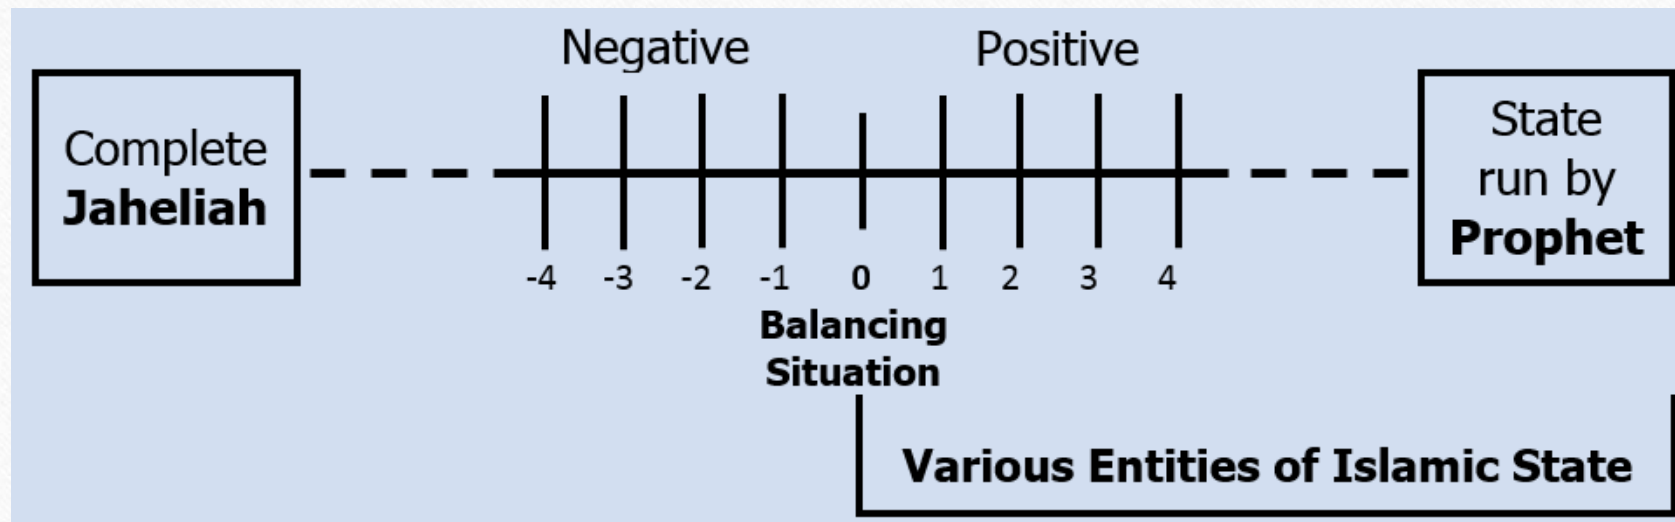 Negative Positive
Complete
Jaheliah
State
run by
Prophet
-4 -3 -2 -1 0 1 2 3 4
Balancing
Situation
Various Entities of Islamic State